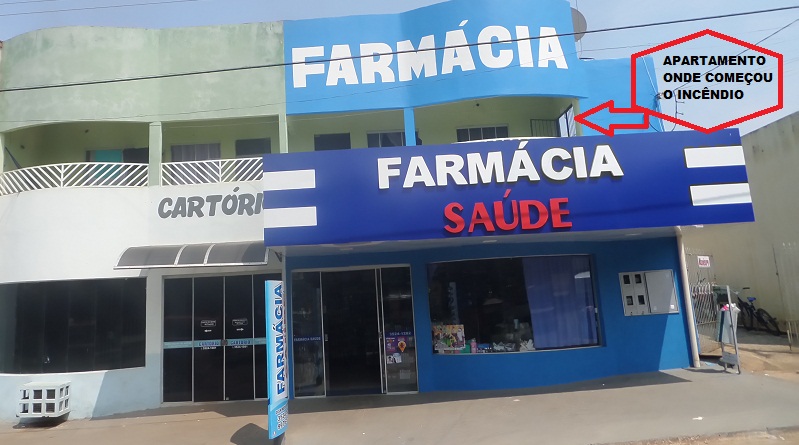 FARMÁCIA
APARTAMENTO
ONDE COMEÇOU
O INCÊNDIO
FARMÁCIA
SAÚDE
CARTÓRI
FARMÁCIA